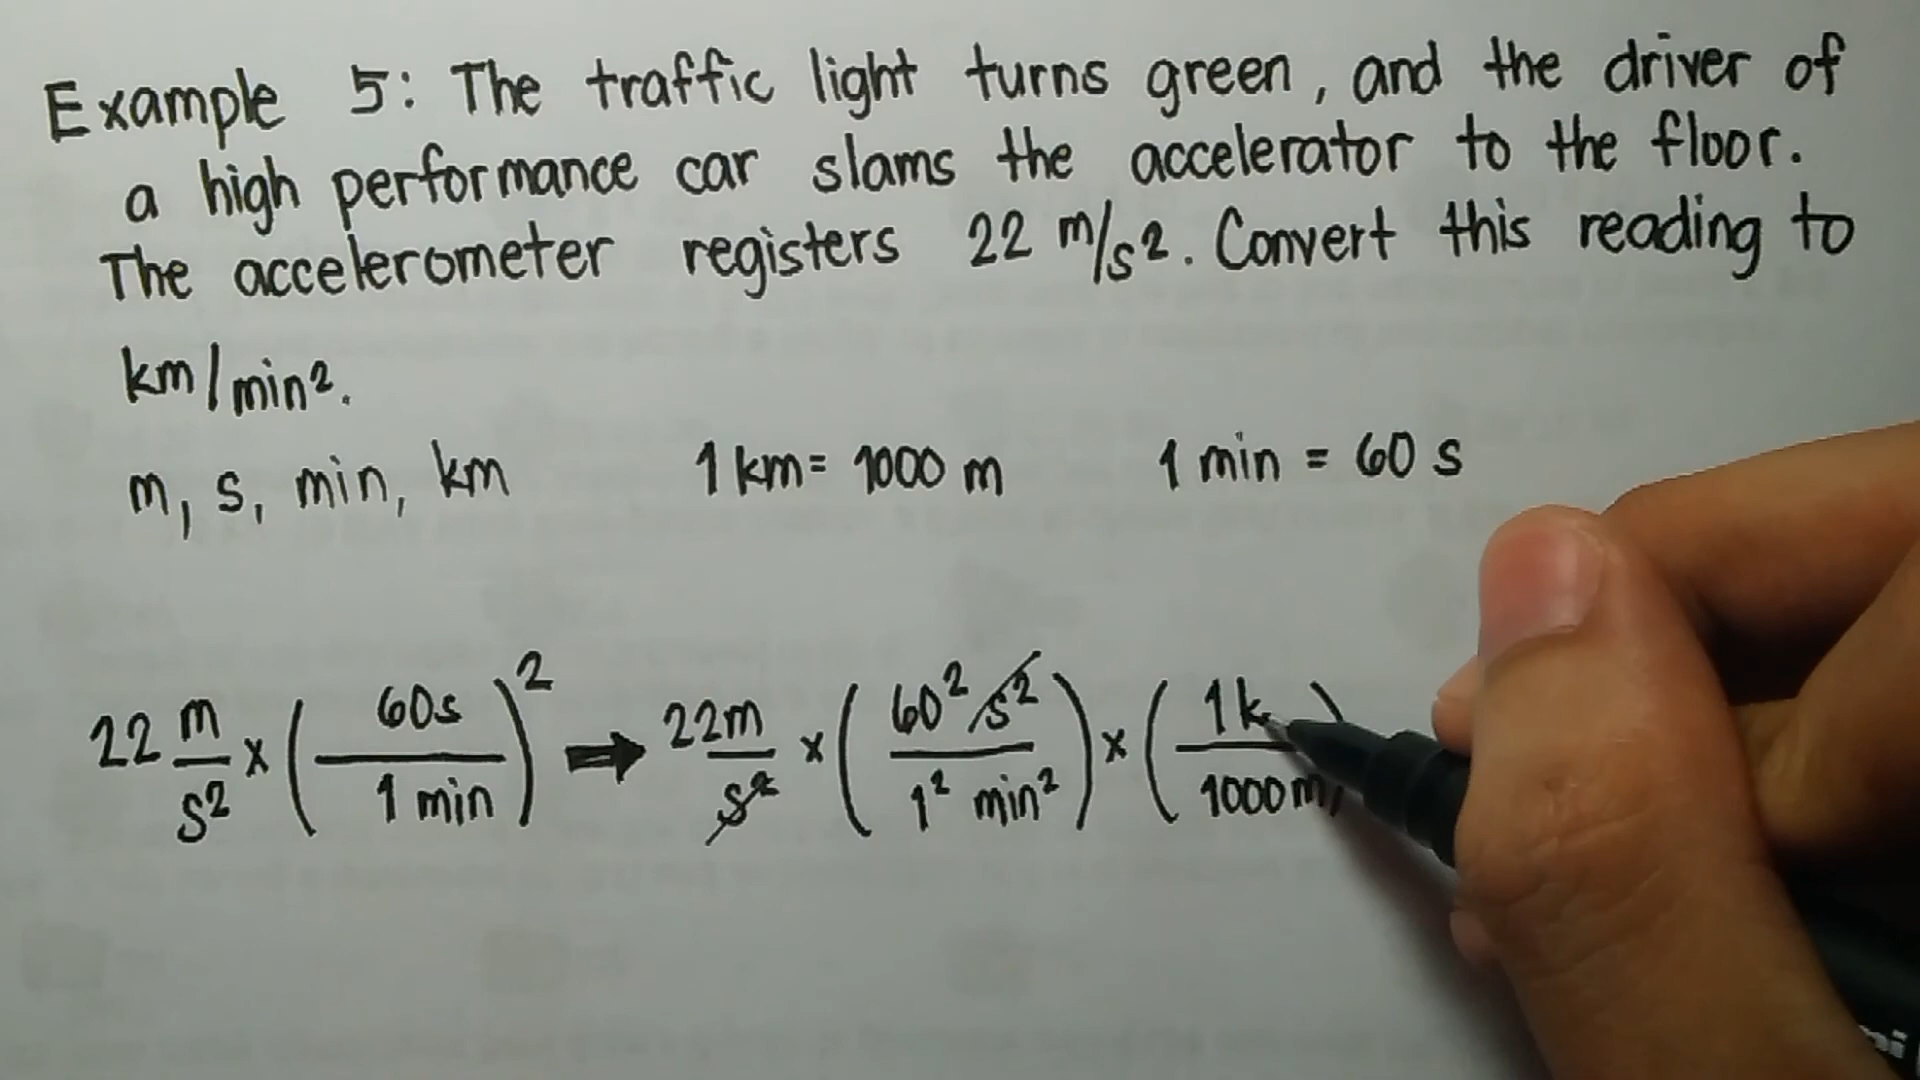 Example 5: The traffic light turns green, and the driver of
a high performance car slams the accelerator to the floor.
The accelerometer registers 22 m/s². Convert this reading to
km/min².
m, s, min, km 1 km = 1000 m 1 min = 60 s
22 m/s² x (60s / 1 min)² → 22m/s² x (60² s² / 1² min²) x (1k / 1000m)